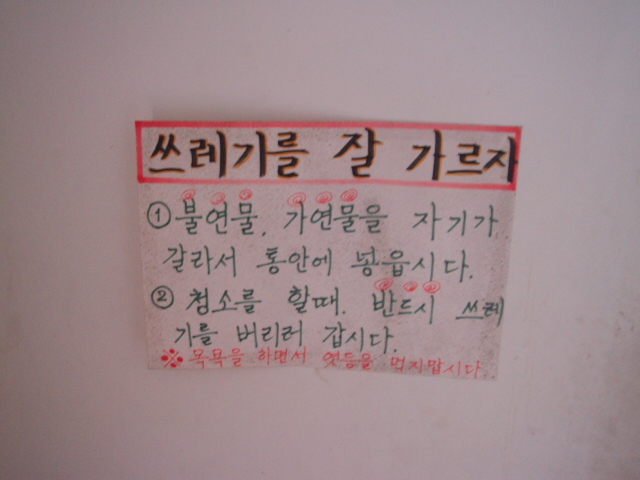 쓰레기를 잘 가르자
① 불연물, 가연물을 자기가
갈라서 통안에 넣읍시다.
② 청소를 할때. 반드시 쓰레
기를 버리러 갑시다.
※ 목욕을 하면서 엿등을 먹지맙시다